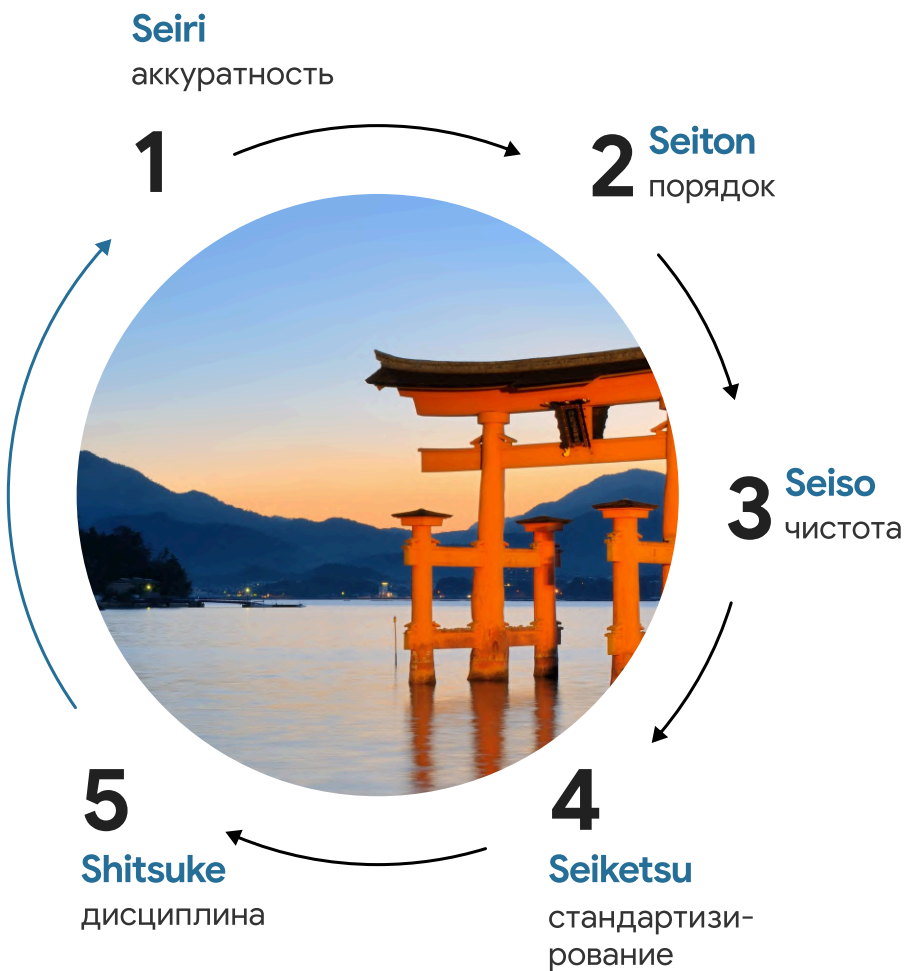 Seiri
аккуратность
1
2
Seiton
порядок
3
Seiso
чистота
4
Seiketsu
стандартизи-
рование
5
Shitsuke
дисциплина